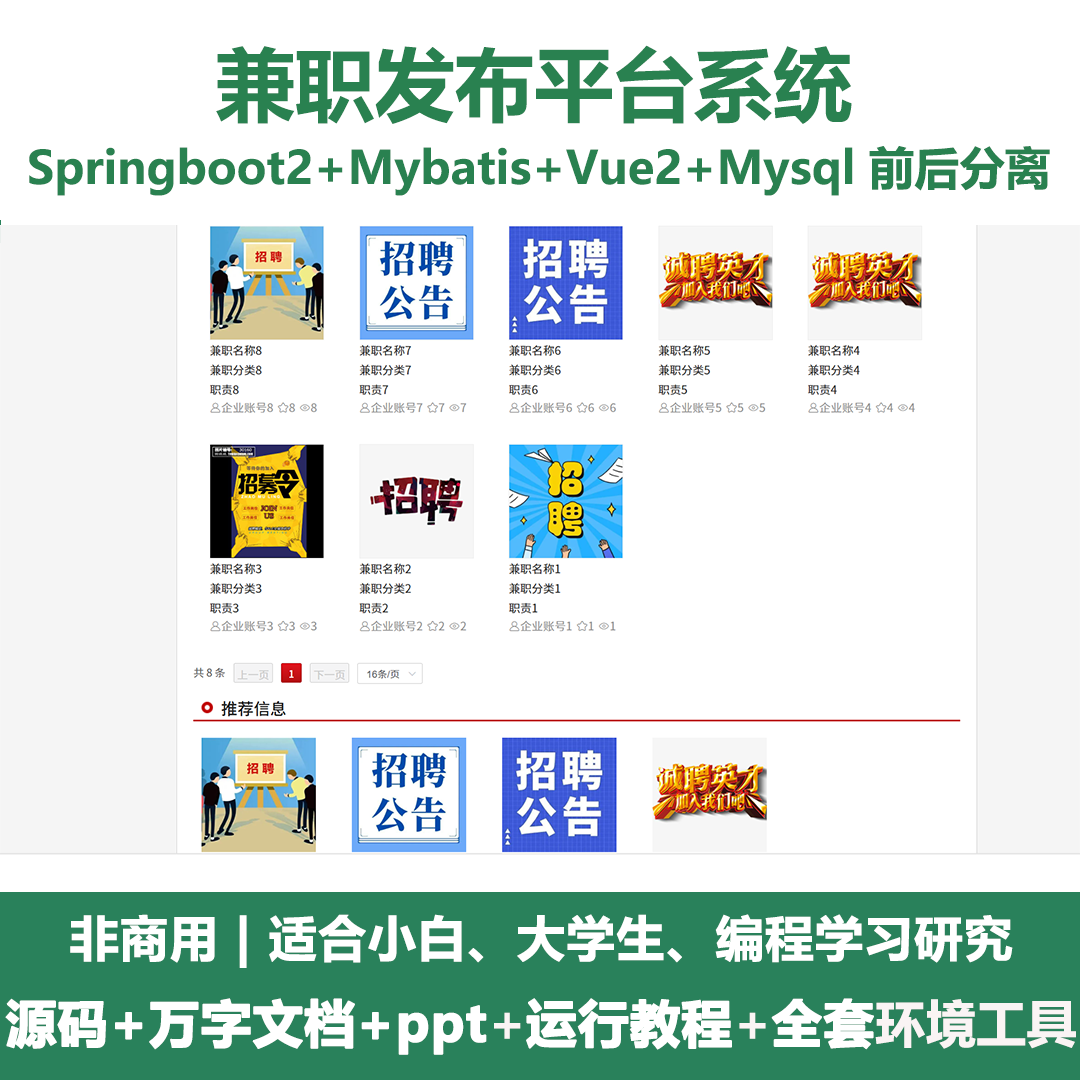 兼职发布平台系统
Springboot2+Mybatis+Vue2+Mysql 前后分离
招聘
招聘
公告
招聘
公告
诚聘英才
加入我们吧
诚聘英才
加入我们吧
兼职名称8
兼职名称7
兼职名称6
兼职名称5
兼职名称4
兼职分类8
兼职分类7
兼职分类6
兼职分类5
兼职分类4
职责8
职责7
职责6
职责5
职责4
企业账号8 8 8
企业账号7 7 7
企业账号6 6 6
企业账号5 5 5
企业账号4 4 4
招募令
JOIN
US
招聘
招聘
兼职名称3
兼职名称2
兼职名称1
兼职分类3
兼职分类2
兼职分类1
职责3
职责2
职责1
企业账号3 3 3
企业账号2 2 2
企业账号1 1 1
共 8 条 上一页 1 下一页 16条/页
推荐信息
招聘
招聘
公告
招聘
公告
诚聘英才
加入我们吧
非商用 | 适合小白、大学生、编程学习研究
源码+万字文档+ppt+运行教程+全套环境工具